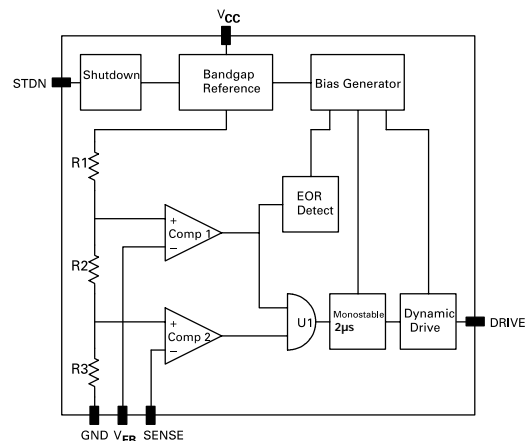 VCC
STDN
Shutdown
Bandgap
Reference
Bias Generator
R1
EOR
Detect
+
Comp 1
−
R2
+
Comp 2
−
U1
Monostable
2µs
Dynamic
Drive
DRIVE
R3
GND
VFB
SENSE